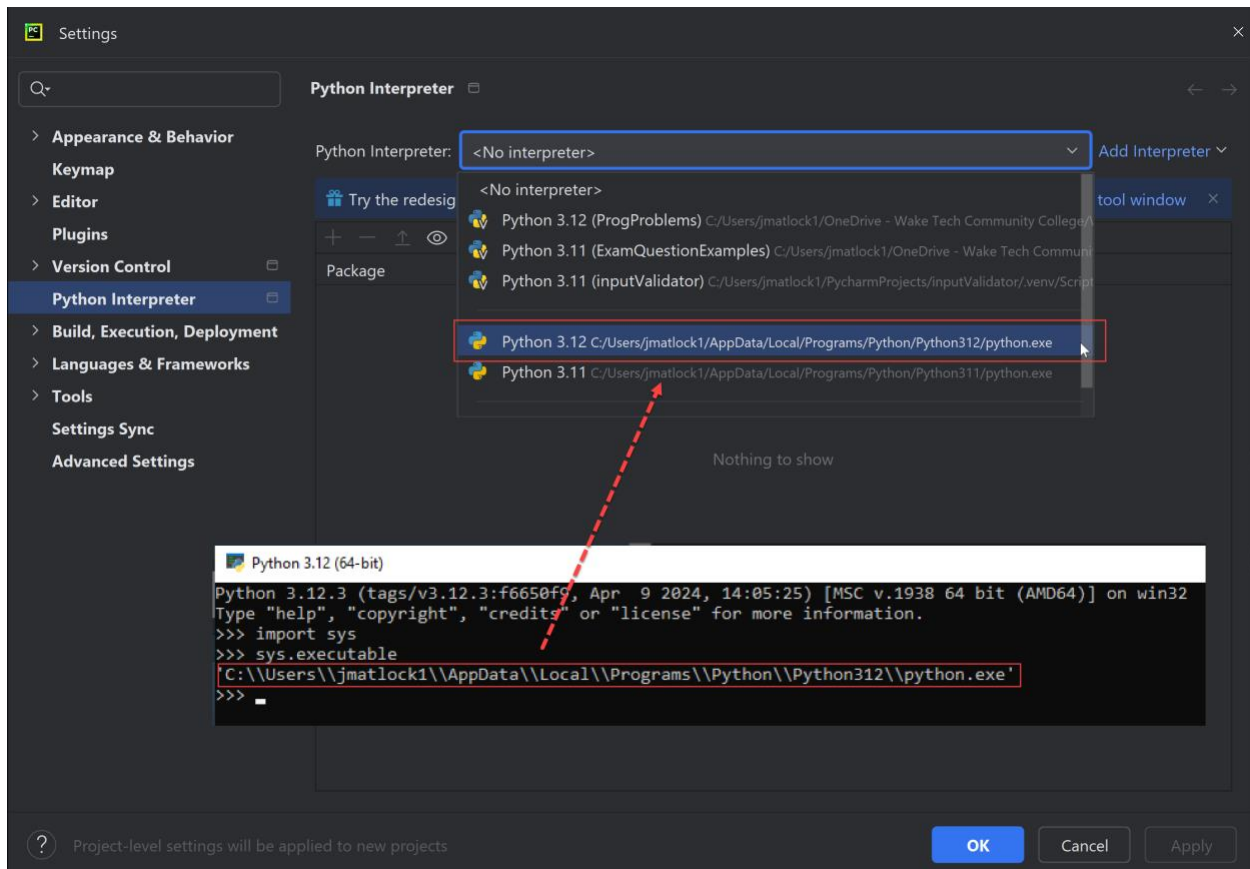 PC
Settings
Python Interpreter
Appearance & Behavior
Keymap
Editor
Plugins
Version Control
Python Interpreter
Build, Execution, Deployment
Languages & Frameworks
Tools
Settings Sync
Advanced Settings
Python Interpreter: <No interpreter> Add Interpreter
Try the redesig tool window
<No interpreter>
Python 3.12 (ProgProblems) C:/Users/jmatlock1/OneDrive - Wake Tech Community College/
Python 3.11 (ExamQuestionExamples) C:/Users/jmatlock1/OneDrive - Wake Tech Communi
Python 3.11 (inputValidator) C:/Users/jmatlock1/PycharmProjects/inputValidator/.venv/Script
Package
Python 3.12 C:/Users/jmatlock1/AppData/Local/Programs/Python/Python312/python.exe
Python 3.11 C:/Users/jmatlock1/AppData/Local/Programs/Python/Python311/python.exe
Nothing to show
Python 3.12 (64-bit)
Python 3.12.3 (tags/v3.12.3:f6650f9, Apr  9 2024, 14:05:25) [MSC v.1938 64 bit (AMD64)] on win32
Type "help", "copyright", "credits" or "license" for more information.
>>> import sys
>>> sys.executable
'C:\\Users\\jmatlock1\\AppData\\Local\\Programs\\Python\\Python312\\python.exe'
>>> _
? Project-level settings will be applied to new projects
OK Cancel Apply